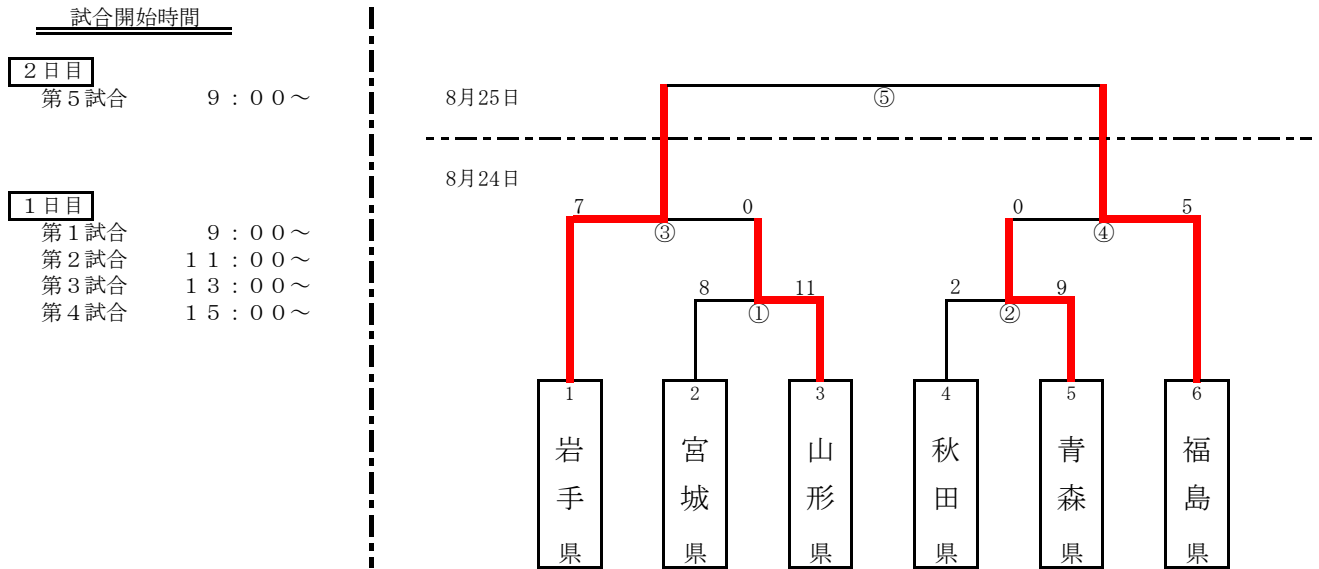 試合開始時間
２日目
第５試合　９：００～
１日目
第１試合　９：００～
第２試合　１１：００～
第３試合　１３：００～
第４試合　１５：００～
8月25日
⑤
8月24日
7 0 0 5
③ ④
8 11 2 9
① ②
1 2 3 4 5 6
岩手県
宮城県
山形県
秋田県
青森県
福島県